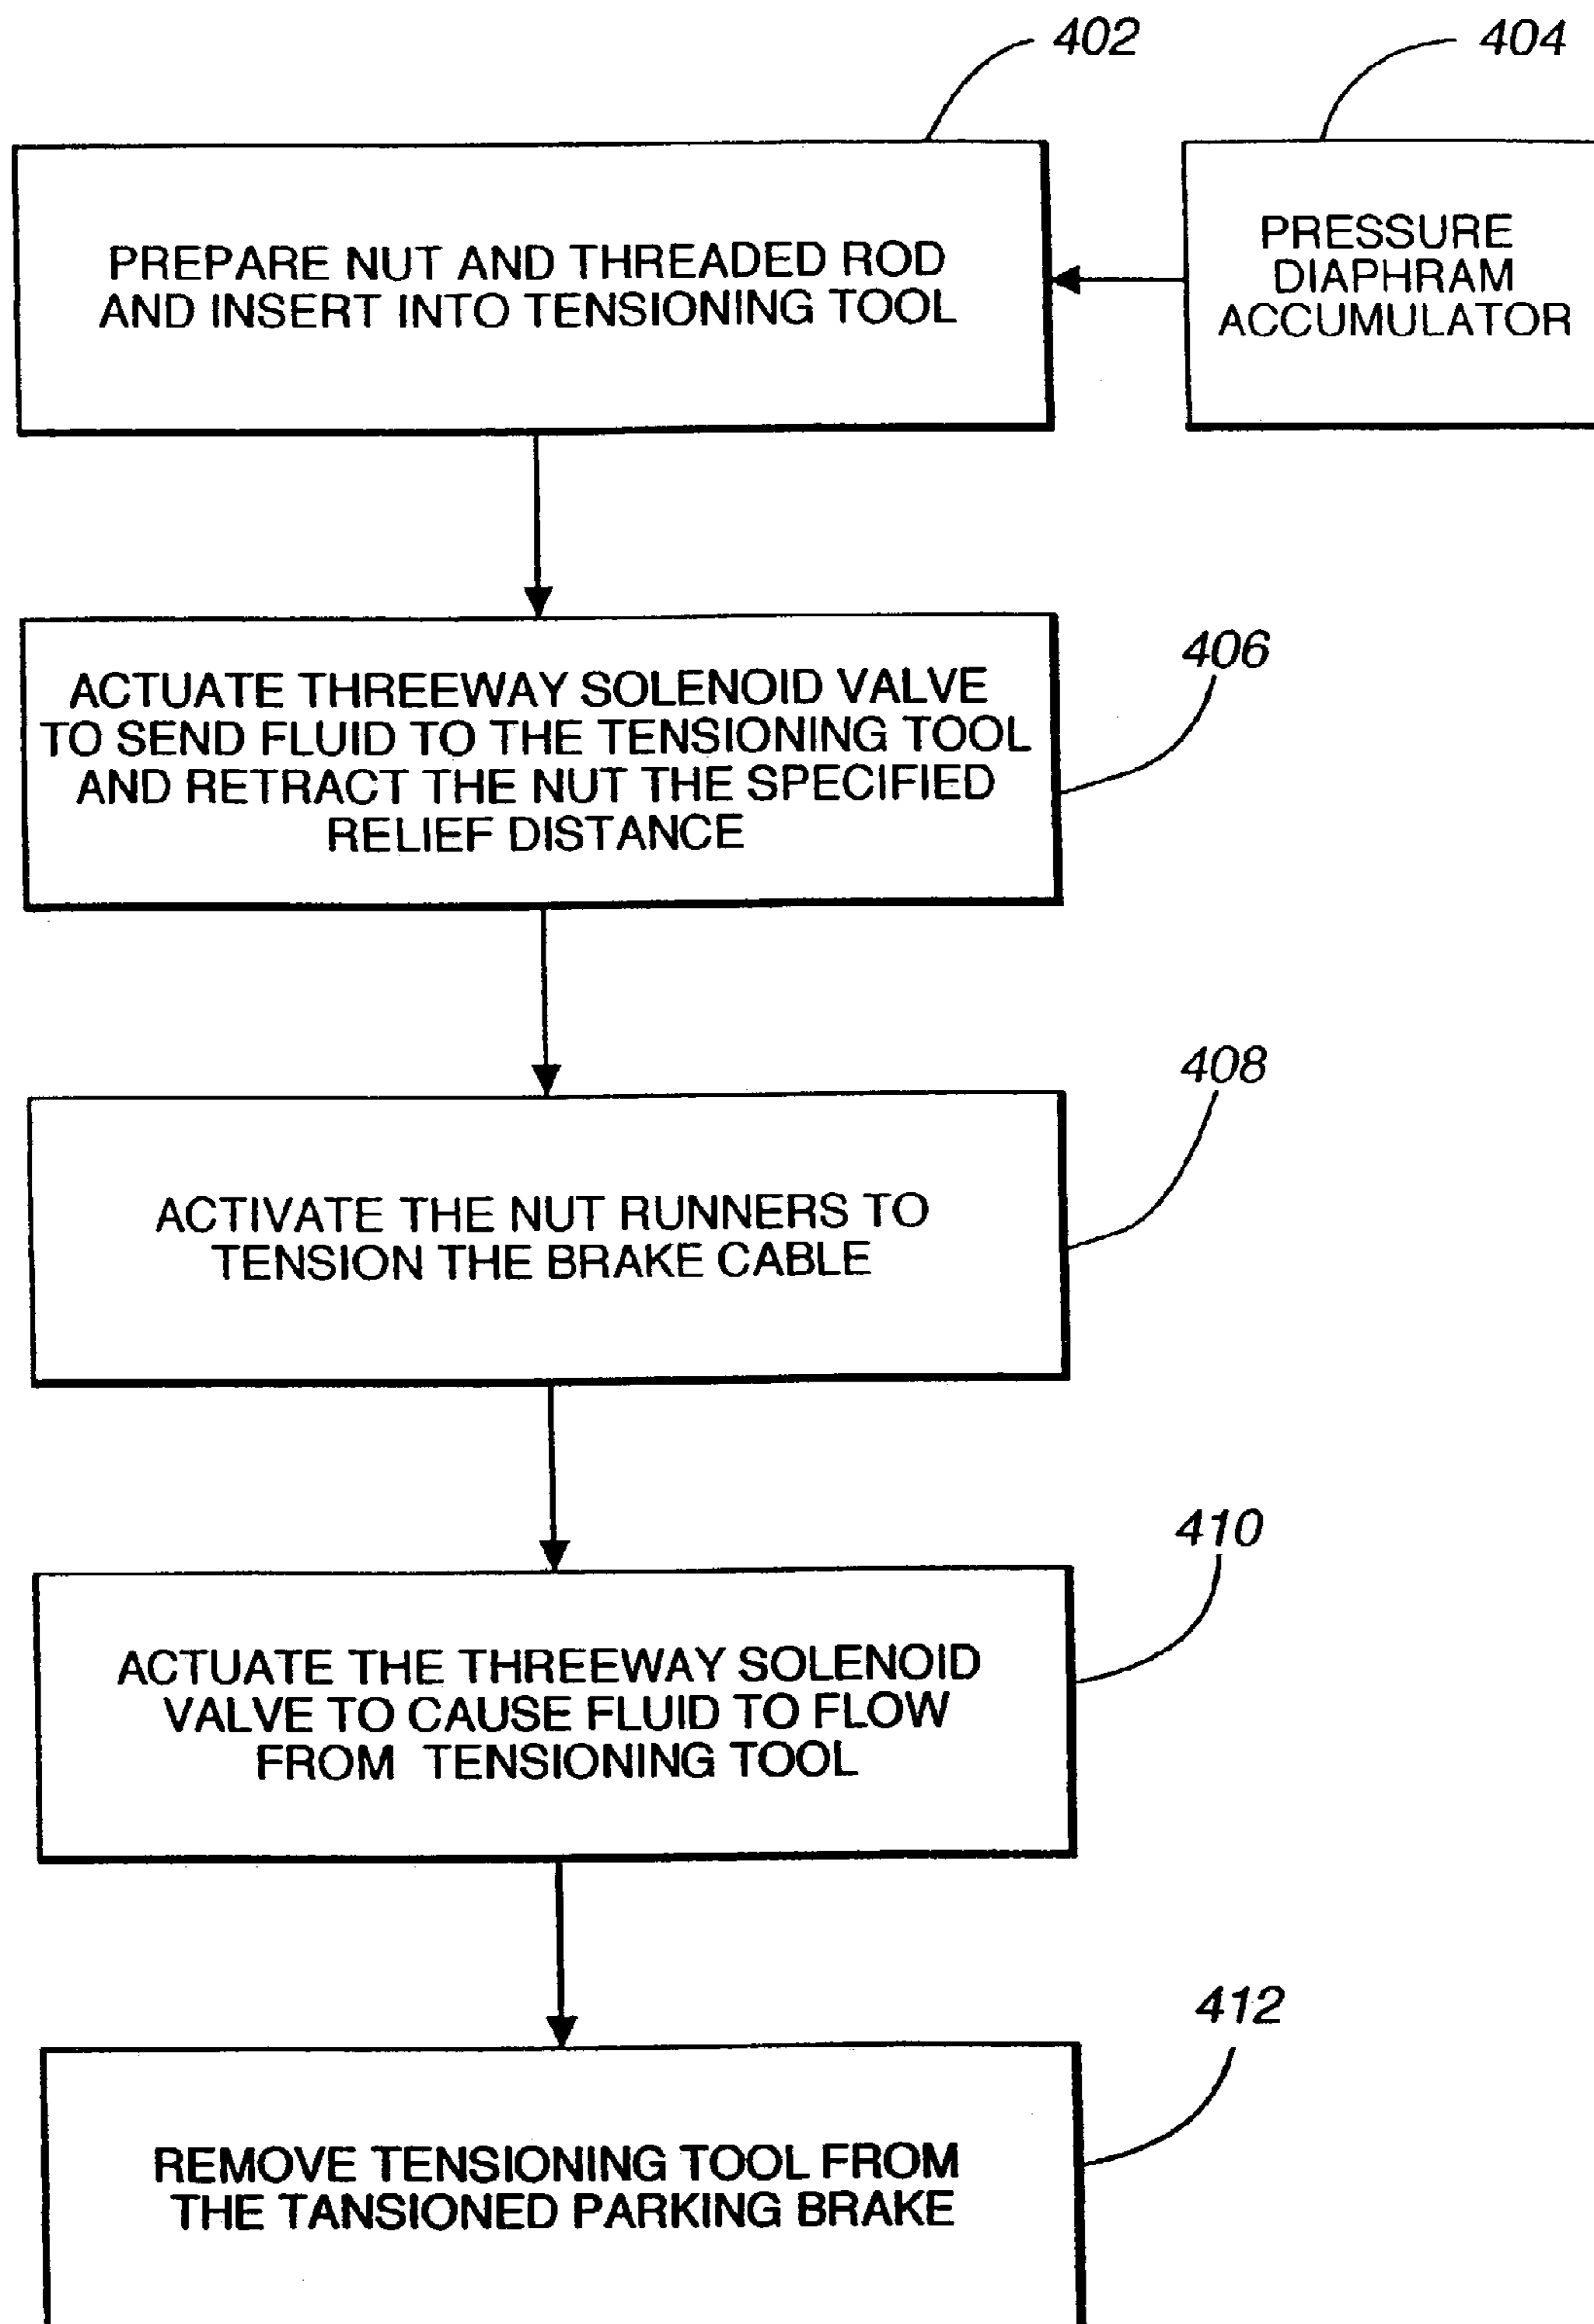 402
404
PREPARE NUT AND THREADED ROD
AND INSERT INTO TENSIONING TOOL
PRESSURE
DIAPHRAM
ACCUMULATOR
ACTUATE THREEWAY SOLENOID VALVE
TO SEND FLUID TO THE TENSIONING TOOL
AND RETRACT THE NUT THE SPECIFIED
RELIEF DISTANCE
406
ACTIVATE THE NUT RUNNERS TO
TENSION THE BRAKE CABLE
408
ACTUATE THE THREEWAY SOLENOID
VALVE TO CAUSE FLUID TO FLOW
FROM TENSIONING TOOL
410
REMOVE TENSIONING TOOL FROM
THE TANSIONED PARKING BRAKE
412